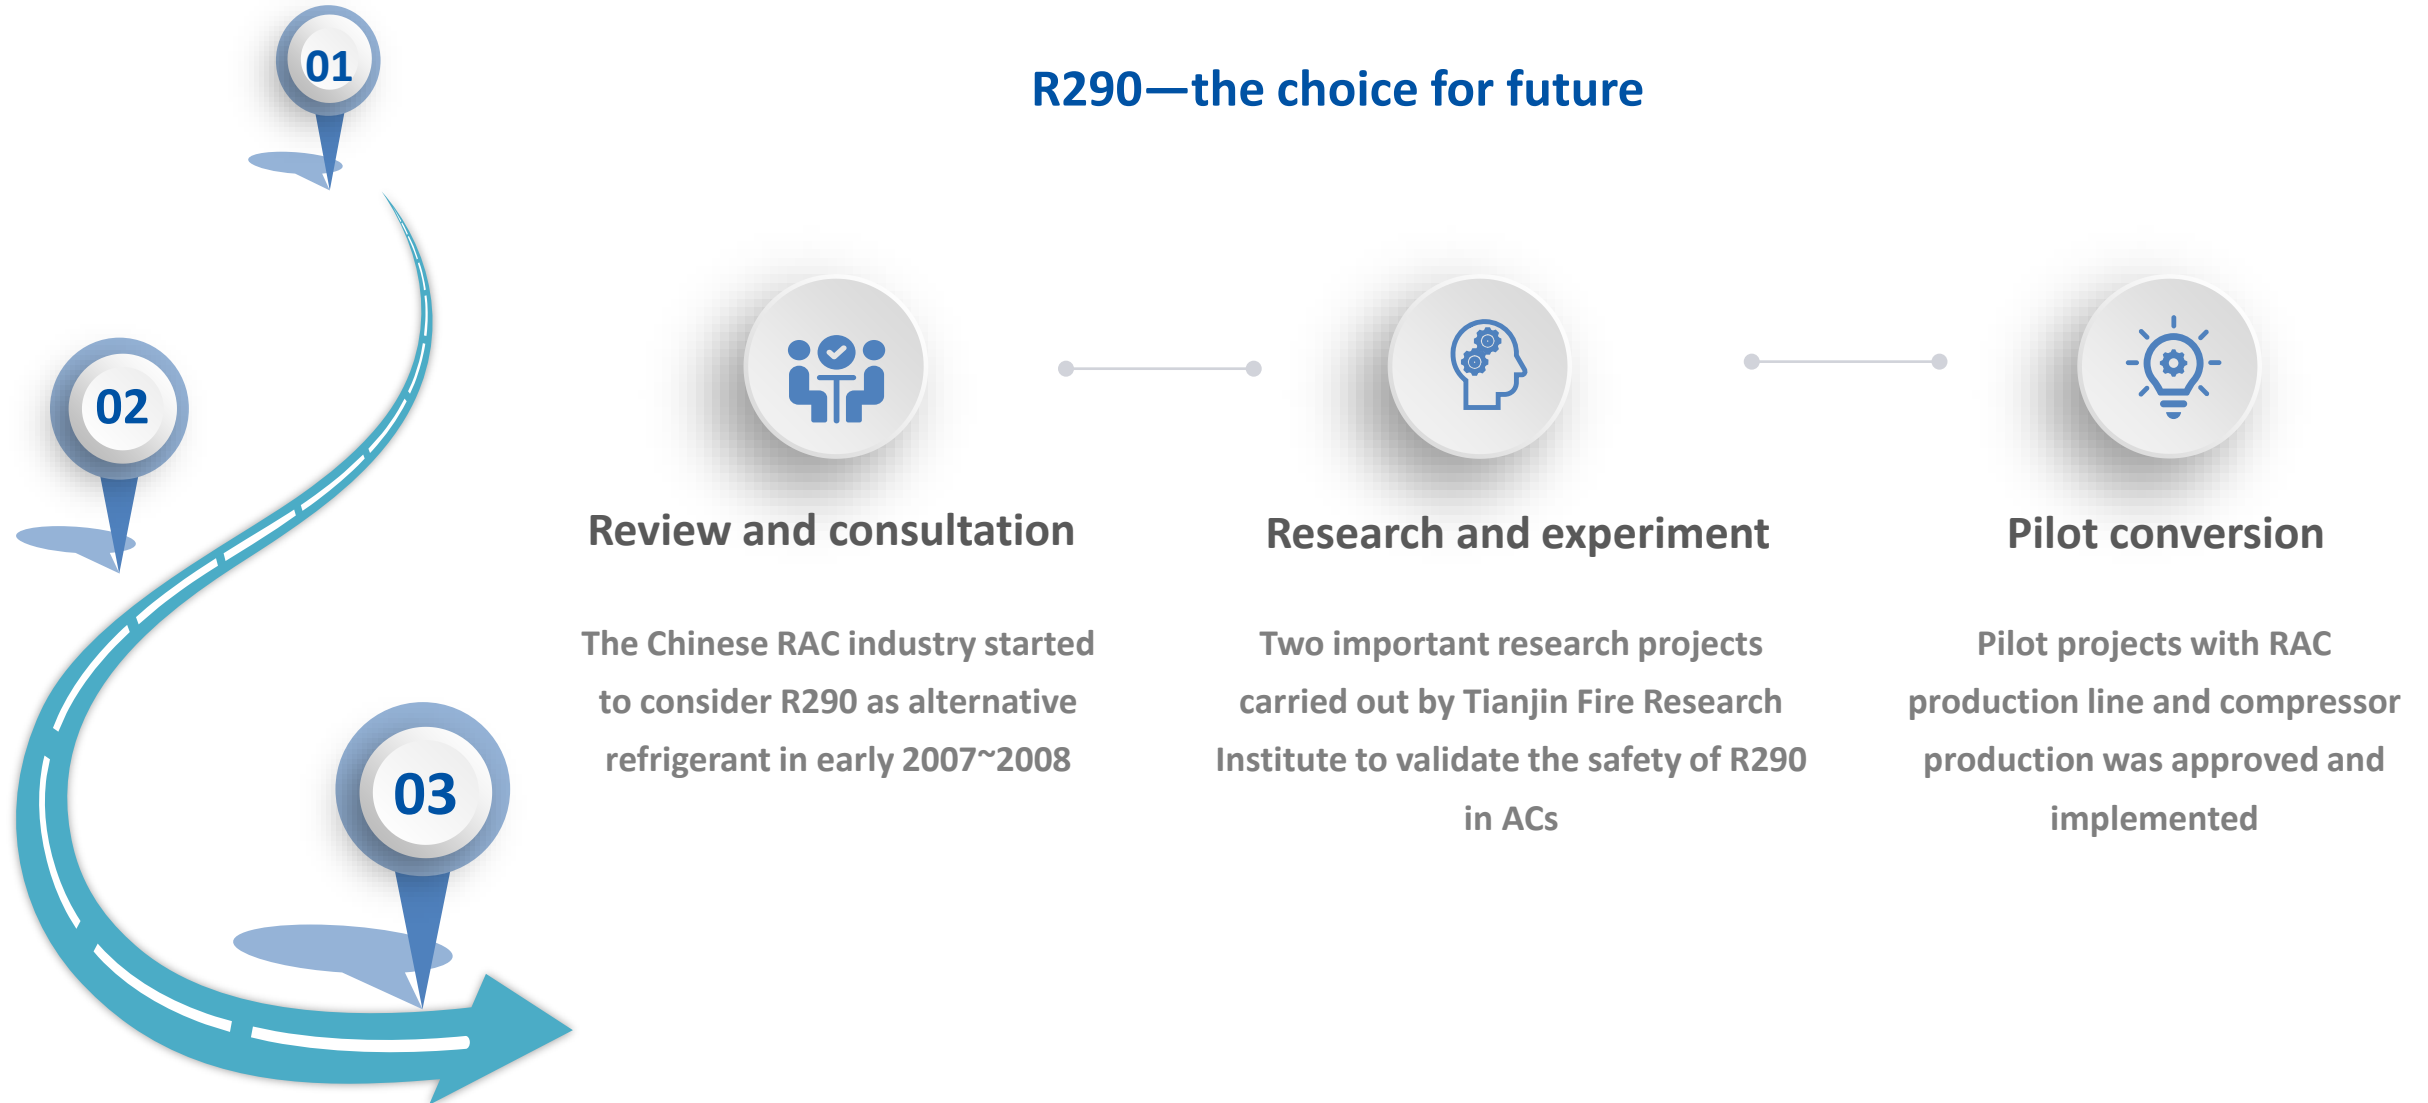 R290—the choice for future
01
02
03
Review and consultation
The Chinese RAC industry started
to consider R290 as alternative
refrigerant in early 2007~2008
Research and experiment
Two important research projects
carried out by Tianjin Fire Research
Institute to validate the safety of R290
in ACs
Pilot conversion
Pilot projects with RAC
production line and compressor
production was approved and
implemented